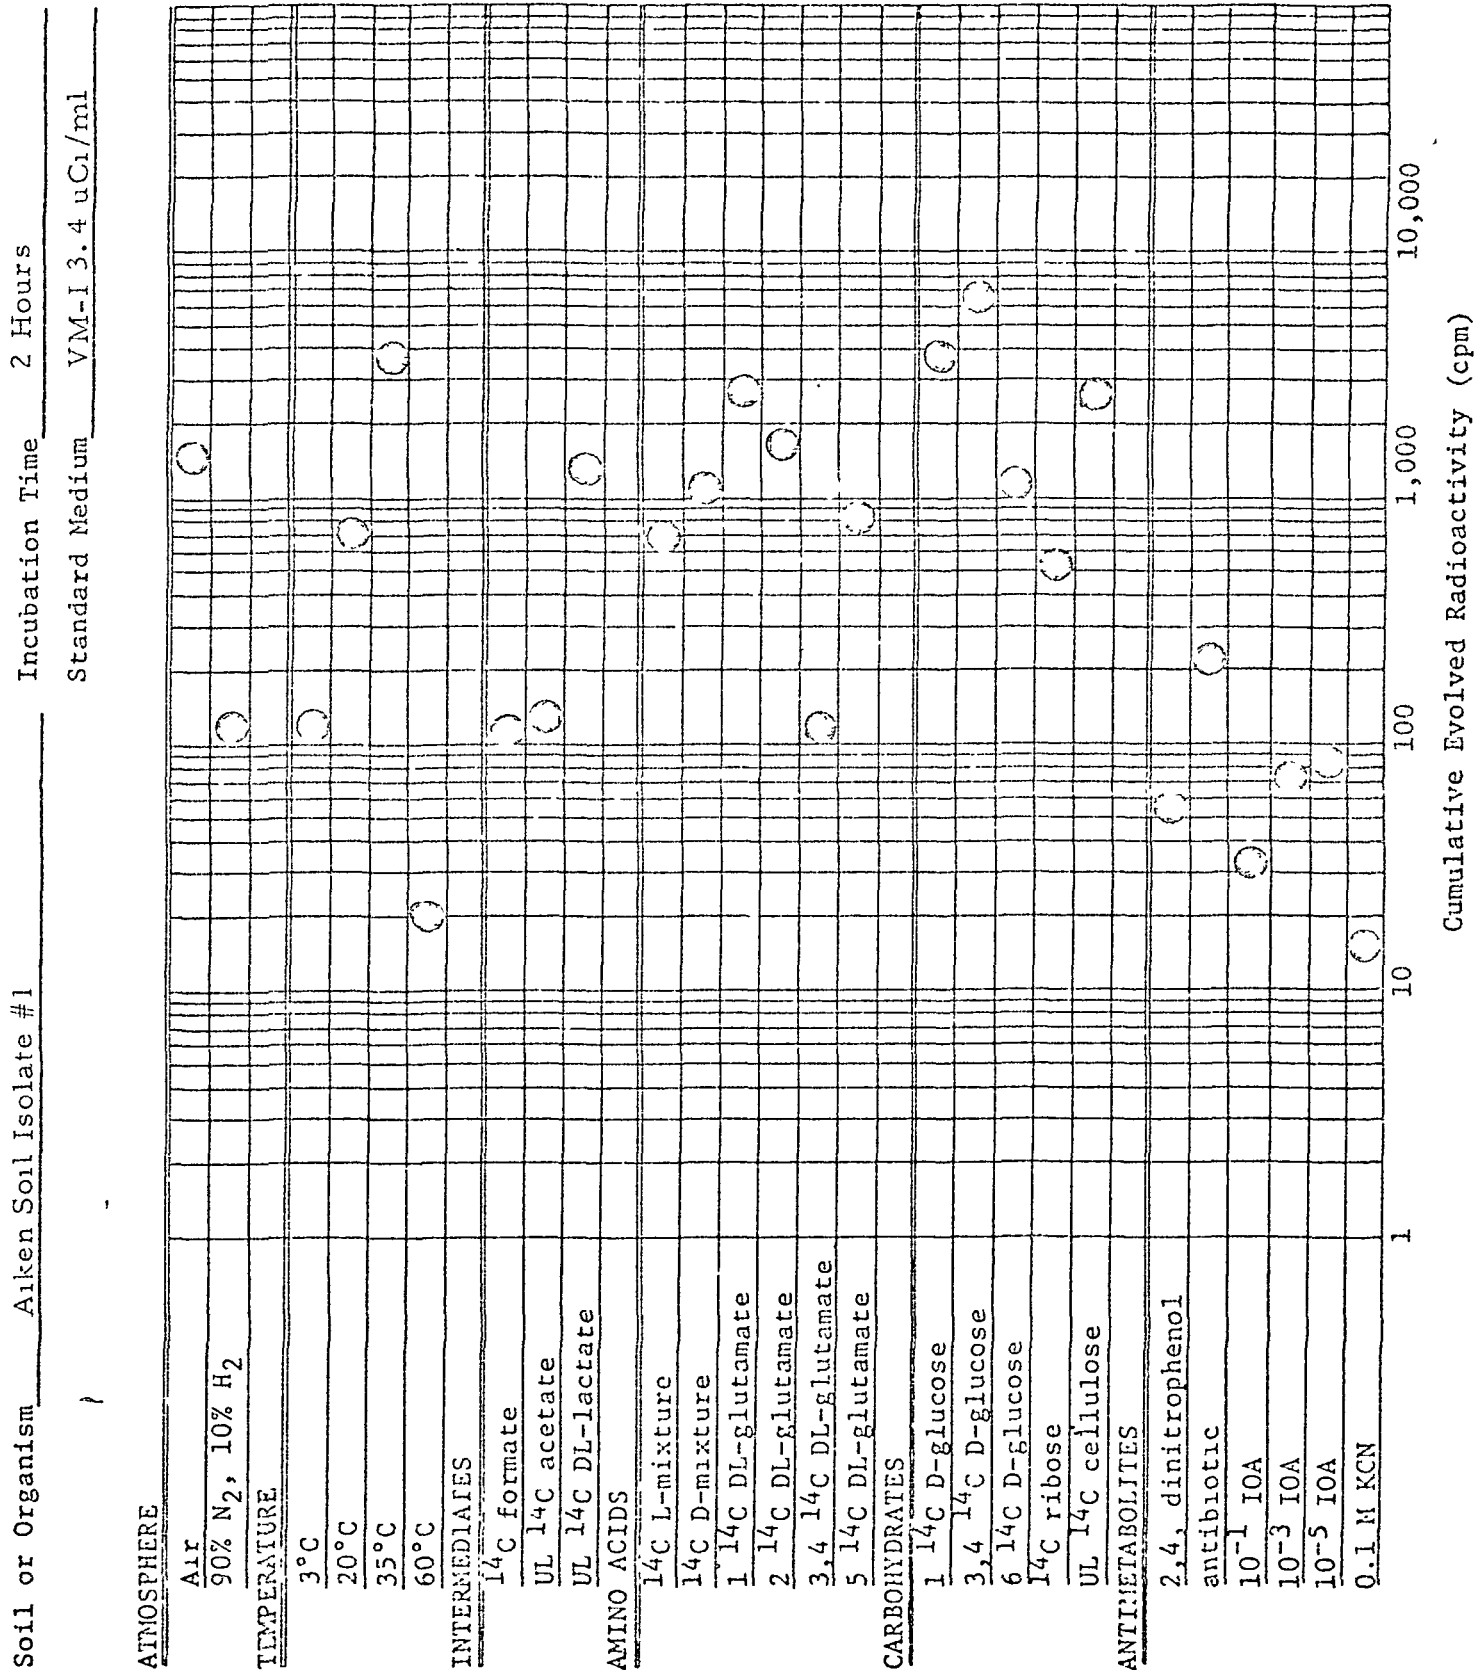 Soil or Organism Aiken Soil Isolate #1 Incubation Time 2 Hours
Standard Medium VM-1 3.4 uCi/ml
ATMOSPHERE
Air
90% N2, 10% H2
TEMPERATURE
3°C
20°C
35°C
60°C
INTERMEDIATES
14C formate
UL 14C acetate
UL 14C DL-lactate
AMINO ACIDS
14C L-mixture
14C D-mixture
1 14C DL-glutamate
2 14C DL-glutamate
3,4 14C DL-glutamate
5 14C DL-glutamate
CARBOHYDRATES
1 14C D-glucose
3,4 14C D-glucose
6 14C D-glucose
14C ribose
UL 14C cellulose
ANTIMETABOLITES
2,4, dinitrophenol
antibiotic
10-1 IOA
10-3 IOA
10-5 IOA
0.1 M KCN
1 10 100 1,000 10,000
Cumulative Evolved Radioactivity (cpm)